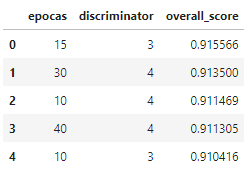 epocas discriminator overall_score
0 15 3 0.915566
1 30 4 0.913500
2 10 4 0.911469
3 40 4 0.911305
4 10 3 0.910416